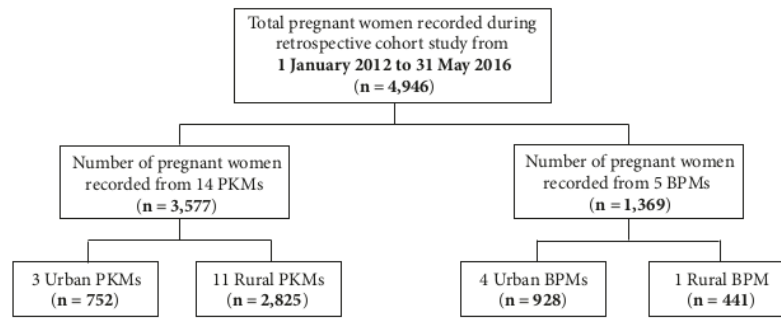 Total pregnant women recorded during
retrospective cohort study from
1 January 2012 to 31 May 2016
(n = 4,946)
Number of pregnant women
recorded from 14 PKMs
(n = 3,577)
Number of pregnant women
recorded from 5 BPMs
(n = 1,369)
3 Urban PKMs
(n = 752)
11 Rural PKMs
(n = 2,825)
4 Urban BPMs
(n = 928)
1 Rural BPM
(n = 441)